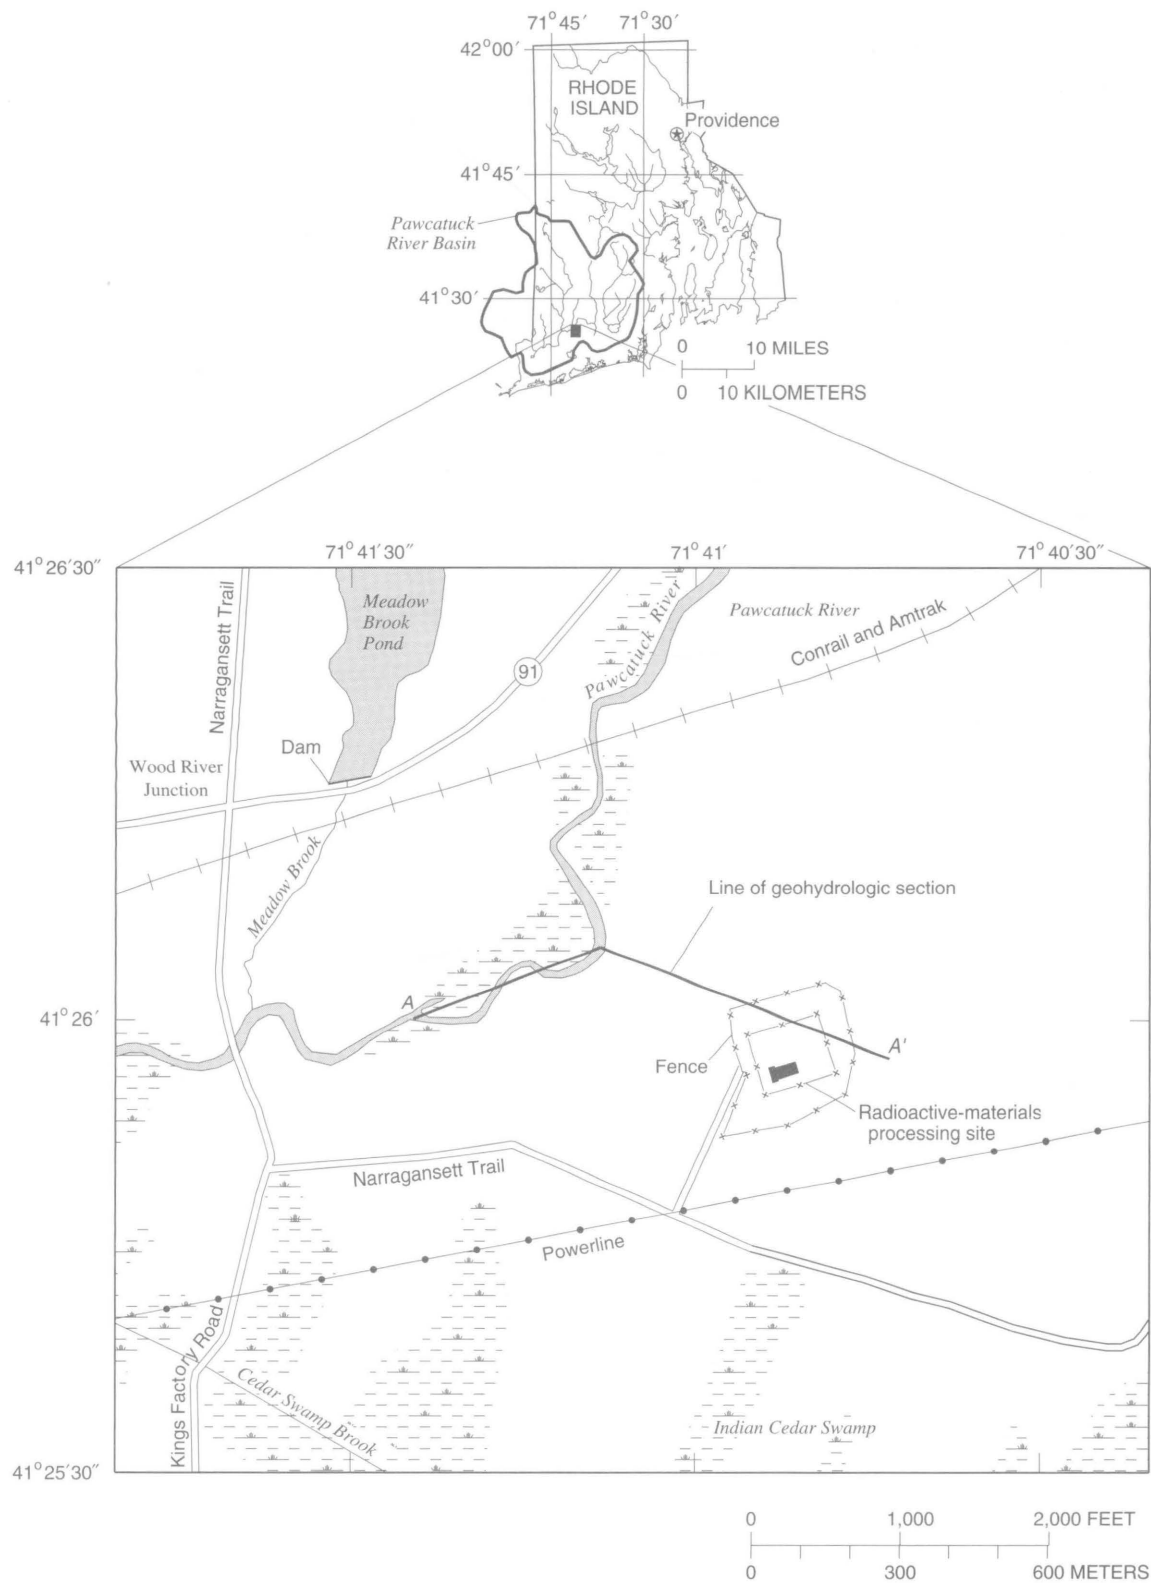 71°45′ 71°30′
42°00′
RHODE
ISLAND
Providence
41°45′
Pawcatuck
River Basin
41°30′
0 10 MILES
0 10 KILOMETERS
71°41′30″ 71°41′ 71°40′30″
41°26′30″
Narragansett Trail
Meadow
Brook
Pond
Pawcatuck River
Pawcatuck River
Conrail and Amtrak
91
Dam
Wood River
Junction
Meadow Brook
Line of geohydrologic section
A
41°26′
A'
Fence
Radioactive-materials
processing site
Narragansett Trail
Powerline
Kings Factory Road
Cedar Swamp Brook
Indian Cedar Swamp
41°25′30″
0 1,000 2,000 FEET
0 300 600 METERS